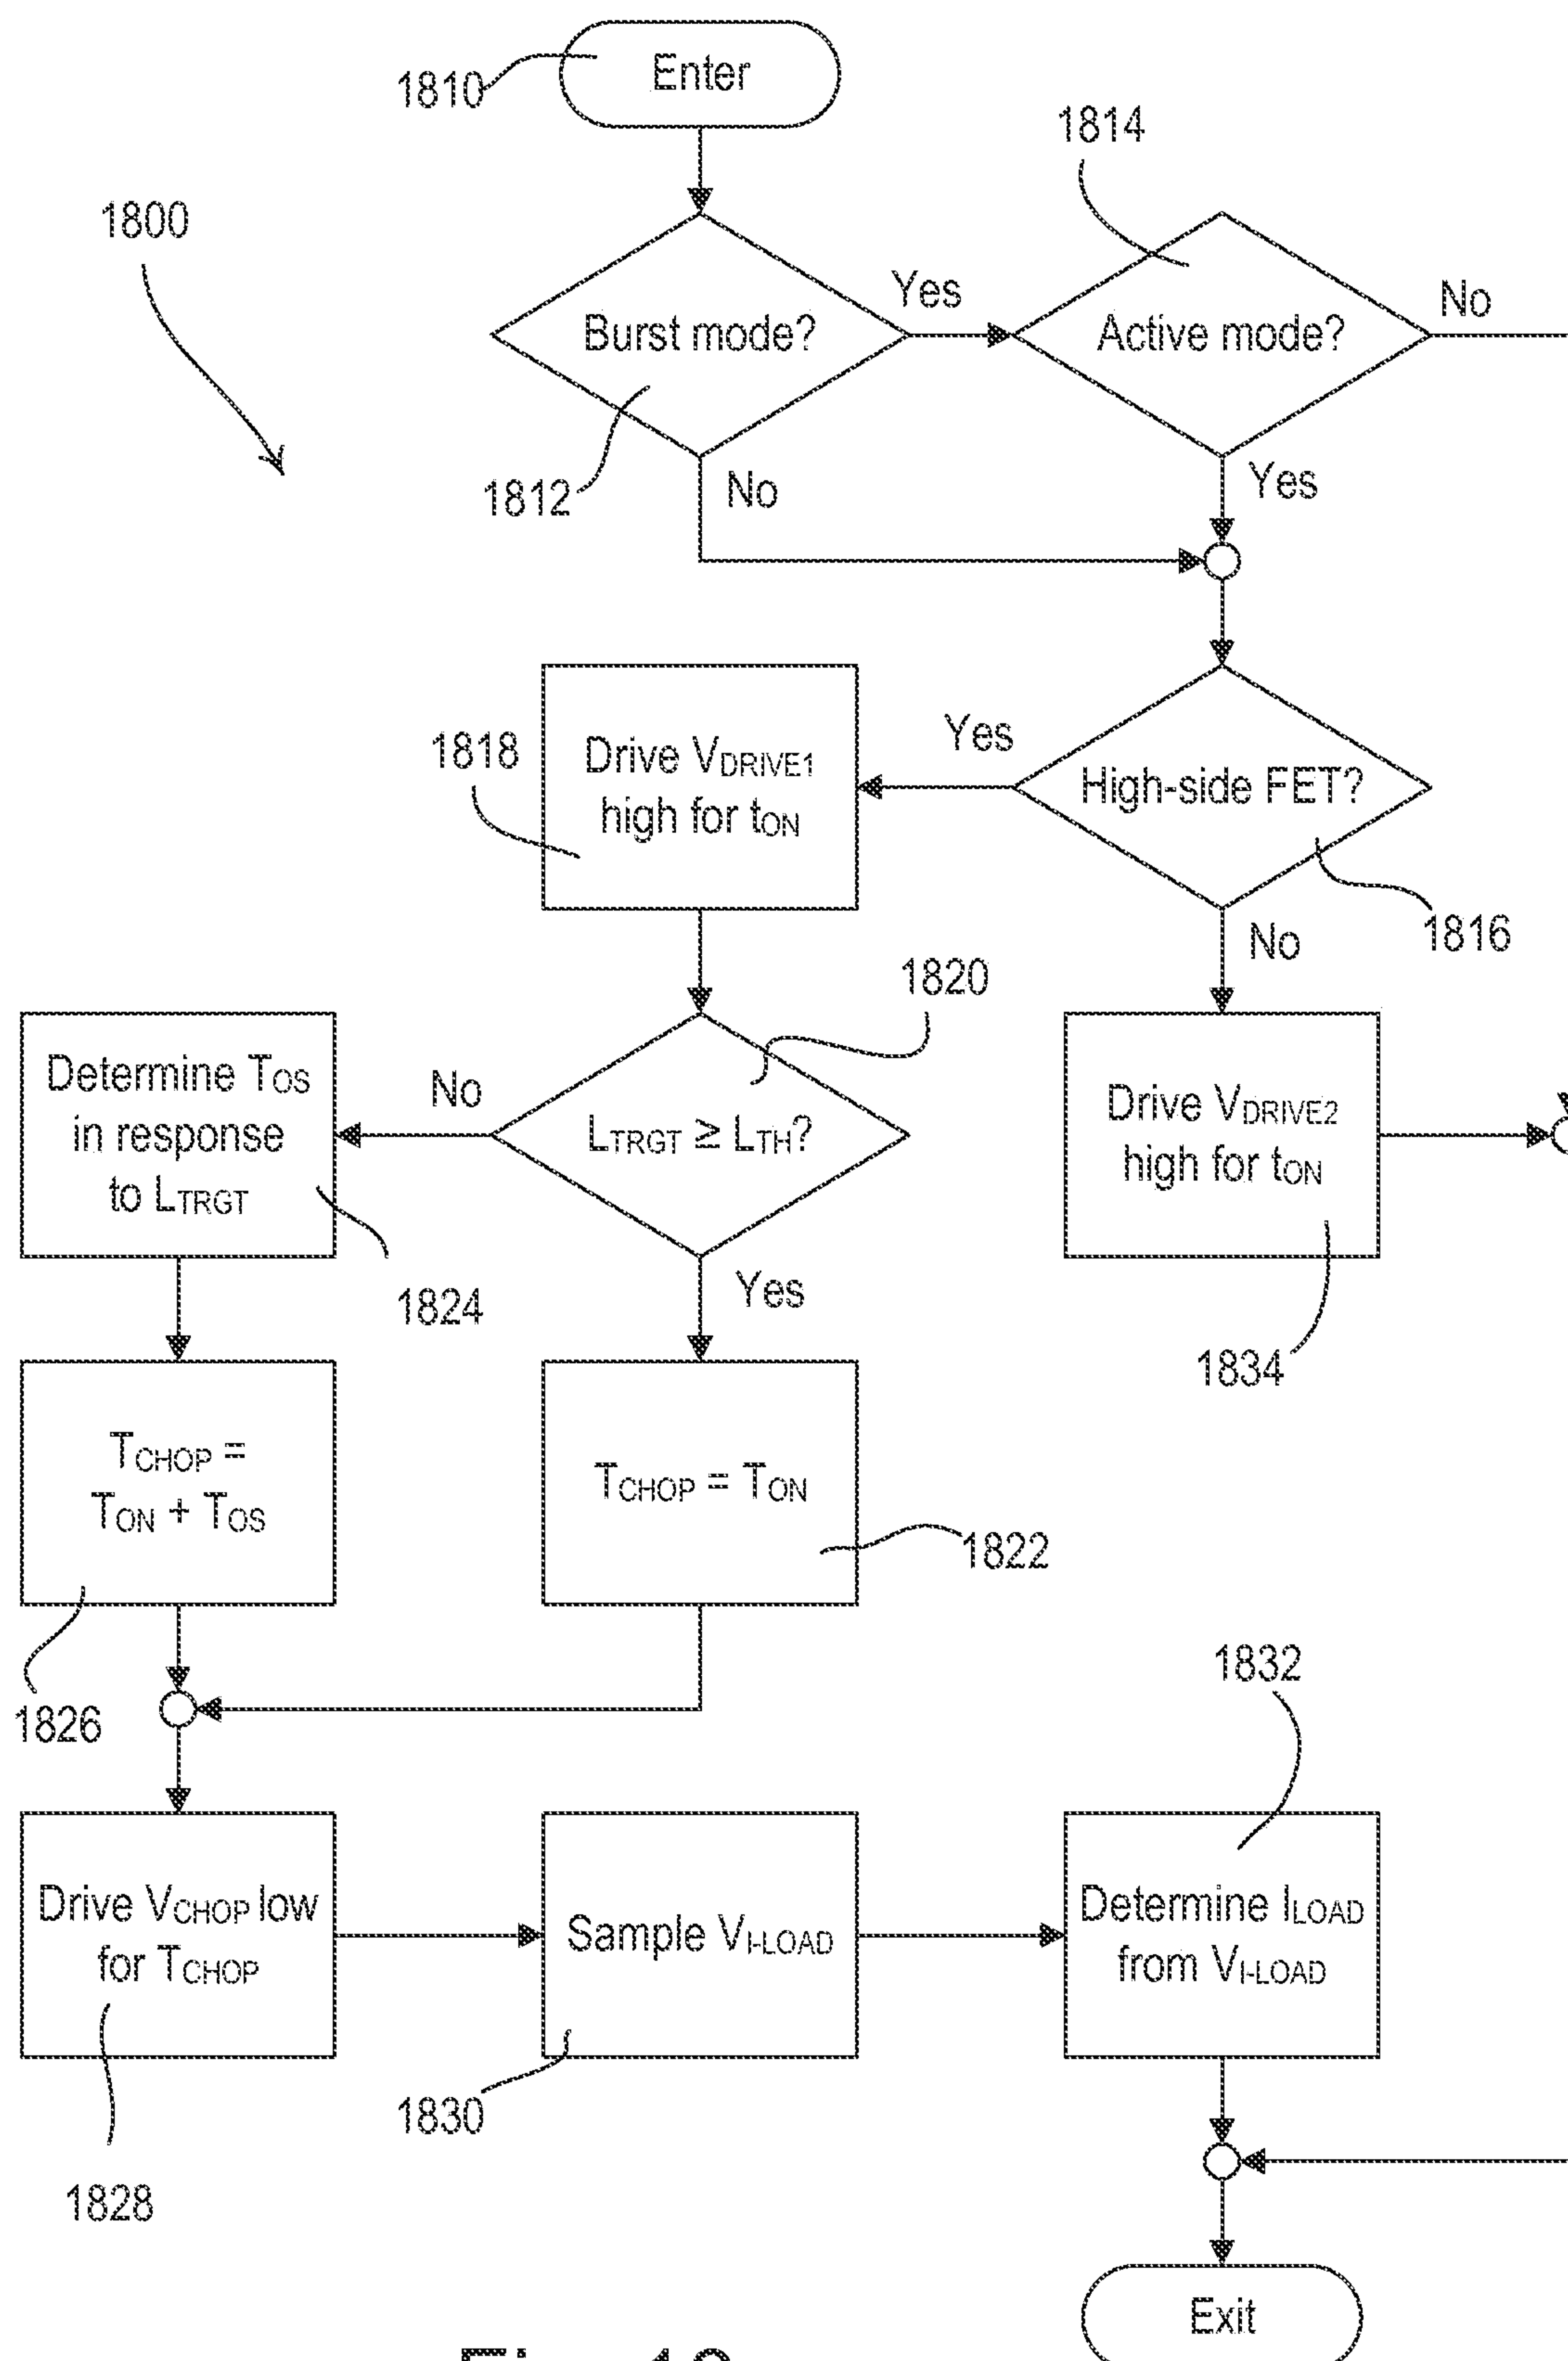 Enter
1810
1814
1800
Burst mode?
Yes
Active mode?
No
1812
No
Yes
Drive VDRIVE1
high for tON
1818
Yes
High-side FET?
1816
No
1820
Determine TOS
in response
to LTRGT
No
LTRGT ≥ LTH?
Drive VDRIVE2
high for tON
1824
Yes
1834
TCHOP =
TON + TOS
TCHOP = TON
1822
1826
1832
Drive VCHOP low
for TCHOP
Sample VI-LOAD
Determine ILOAD
from VI-LOAD
1830
1828
Exit